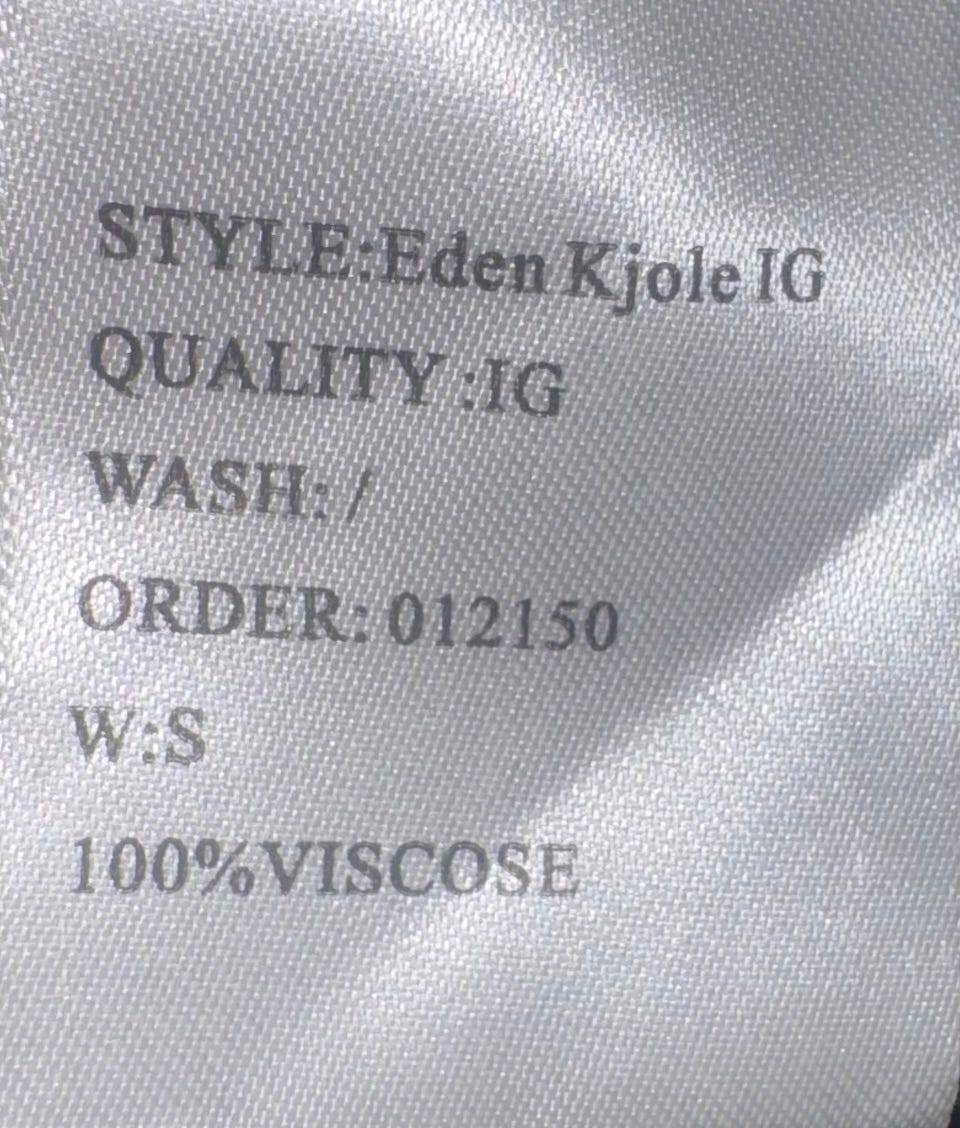 STYLE:Eden Kjole IG
QUALITY :IG
WASH: /
ORDER: 012150
W:S
100%VISCOSE